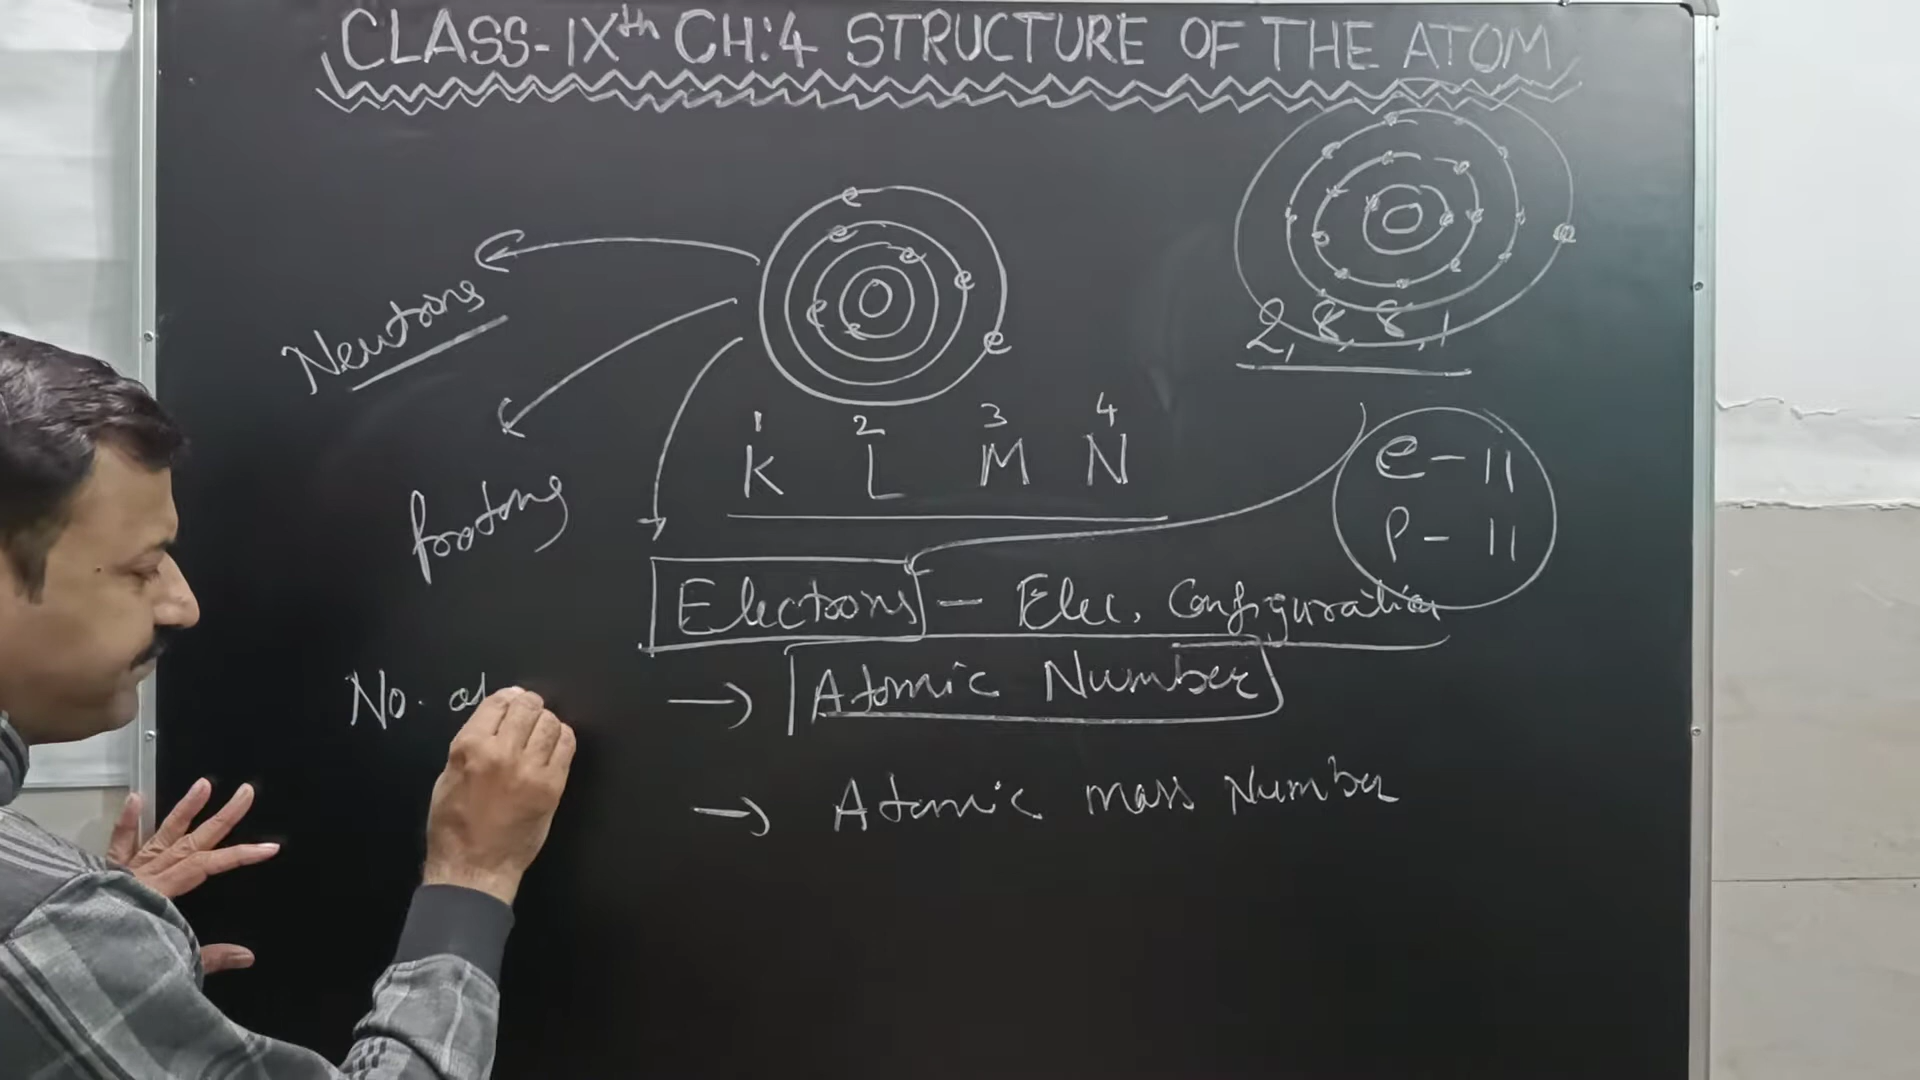 CLASS-IXth CH:4 STRUCTURE OF THE ATOM
e
e
e
e
e
e
e
2, 8, 8, 1
Neutrons
1 2 3 4
K L M N
e - 11
P - 11
Protons
Electrons - Elec. Configuration
No. of
→ Atomic Number
→ Atomic mass Number